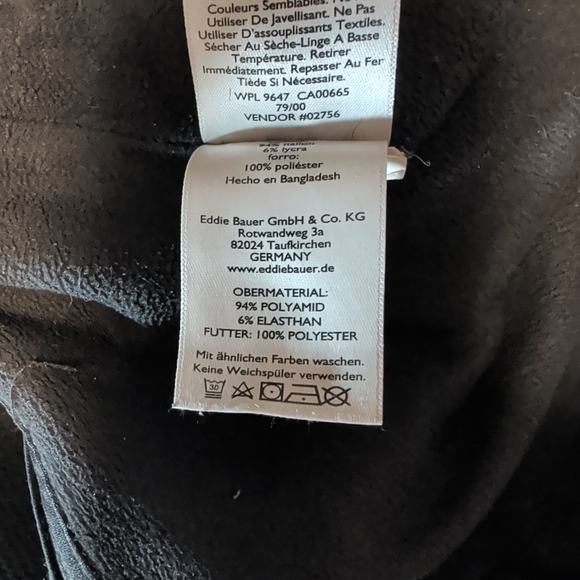 Couleurs Semblables. Ne
Utiliser De Javellisant. Ne Pas
Utiliser D'assouplissants Textiles.
Sécher Au Sèche-Linge A Basse
Température. Retirer
Immédiatement. Repasser Au Fer
Tiède Si Nécessaire.
WPL 9647 CA00665
79/00
VENDOR #02756
6% lycra
forro:
100% poliéster
Hecho en Bangladesh
Eddie Bauer GmbH & Co. KG
Rotwandweg 3a
82024 Taufkirchen
GERMANY
www.eddiebauer.de
OBERMATERIAL:
94% POLYAMID
6% ELASTHAN
FUTTER: 100% POLYESTER
Mit ähnlichen Farben waschen.
Keine Weichspüler verwenden.
30